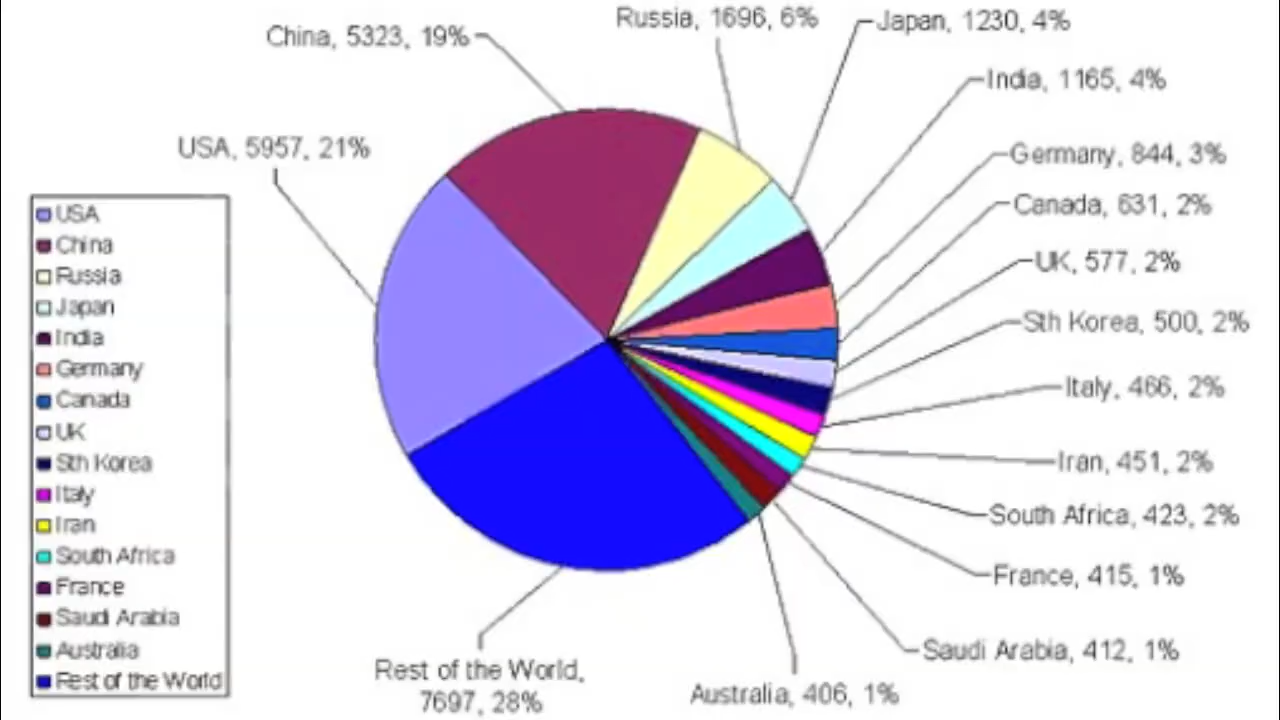 Russia, 1696, 6%
Japan, 1230, 4%
China, 5323, 19%
India, 1165, 4%
USA, 5957, 21%
Germany, 844, 3%
Canada, 631, 2%
UK, 577, 2%
Sth Korea, 500, 2%
Italy, 466, 2%
Iran, 451, 2%
South Africa, 423, 2%
France, 415, 1%
Saudi Arabia, 412, 1%
Australia, 406, 1%
Rest of the World,
7697, 28%
USA
China
Russia
Japan
India
Germany
Canada
UK
Sth Korea
Italy
Iran
South Africa
France
Saudi Arabia
Australia
Rest of the World